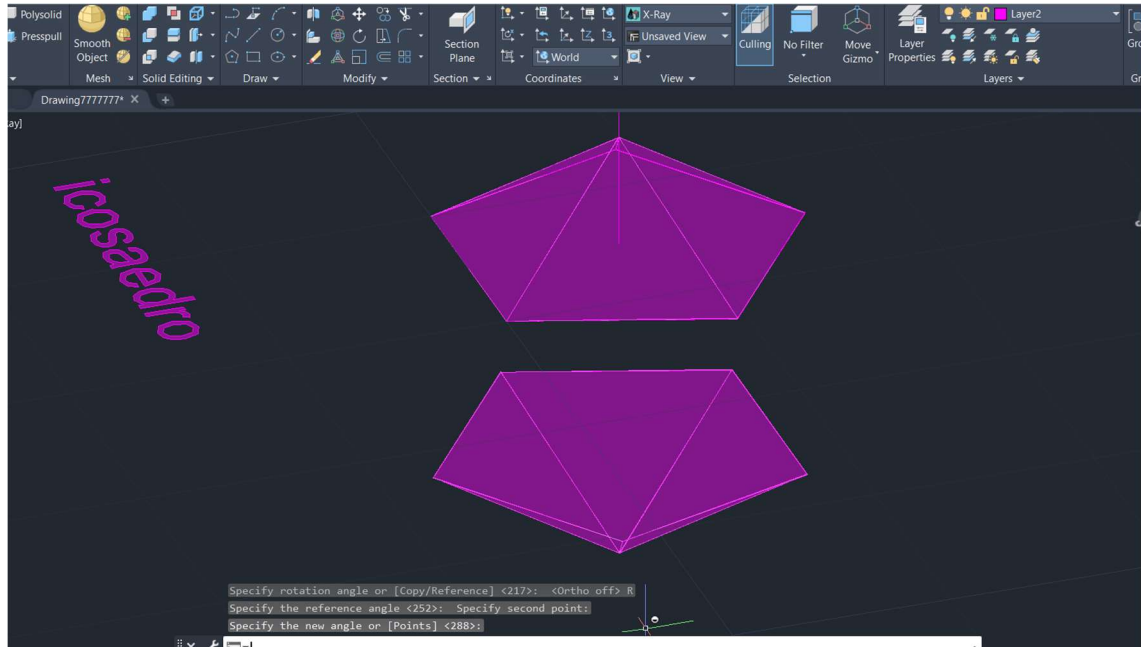 Polysolid
Presspull
Smooth
Object
Mesh
Solid Editing
Draw
Modify
Section
Plane
Section
World
Coordinates
X-Ray
Unsaved View
View
Culling
No Filter
Move
Gizmo
Selection
Layer
Properties
Layer2
Layers
Gro
Gr
Drawing7777777*
ay]
icosaedro
Specify rotation angle or [Copy/Reference] <217>:  <Ortho off> R
Specify the reference angle <252>:  Specify second point:
Specify the new angle or [Points] <288>: